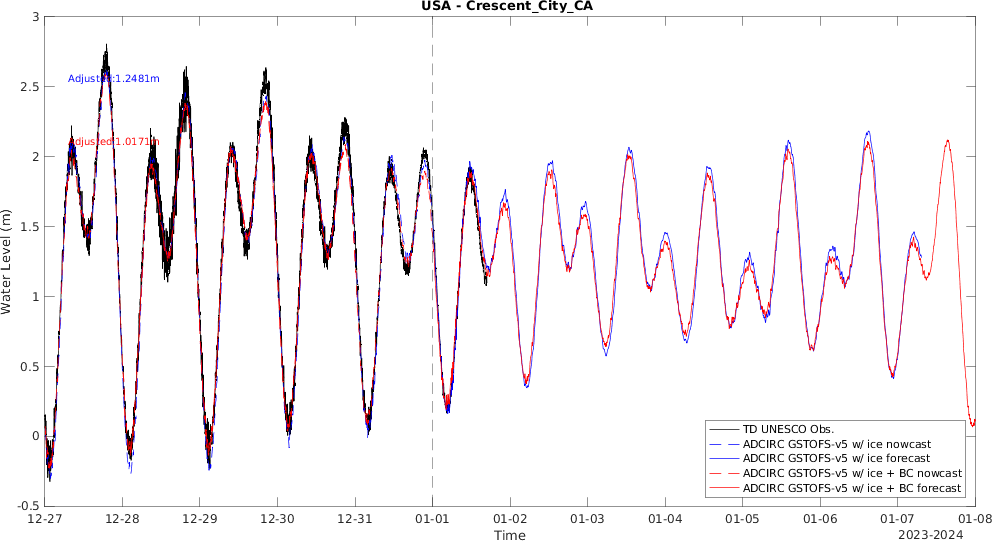 USA - Crescent_City_CA
3
2.5
2
1.5
1
0.5
0
-0.5
Water Level (m)
Adjusted:1.2481m
Adjusted:1.0171m
TD UNESCO Obs.
ADCIRC GSTOFS-v5 w/ ice nowcast
ADCIRC GSTOFS-v5 w/ ice forecast
ADCIRC GSTOFS-v5 w/ ice + BC nowcast
ADCIRC GSTOFS-v5 w/ ice + BC forecast
12-27 12-28 12-29 12-30 12-31 01-01 01-02 01-03 01-04 01-05 01-06 01-07 01-08
Time
2023-2024